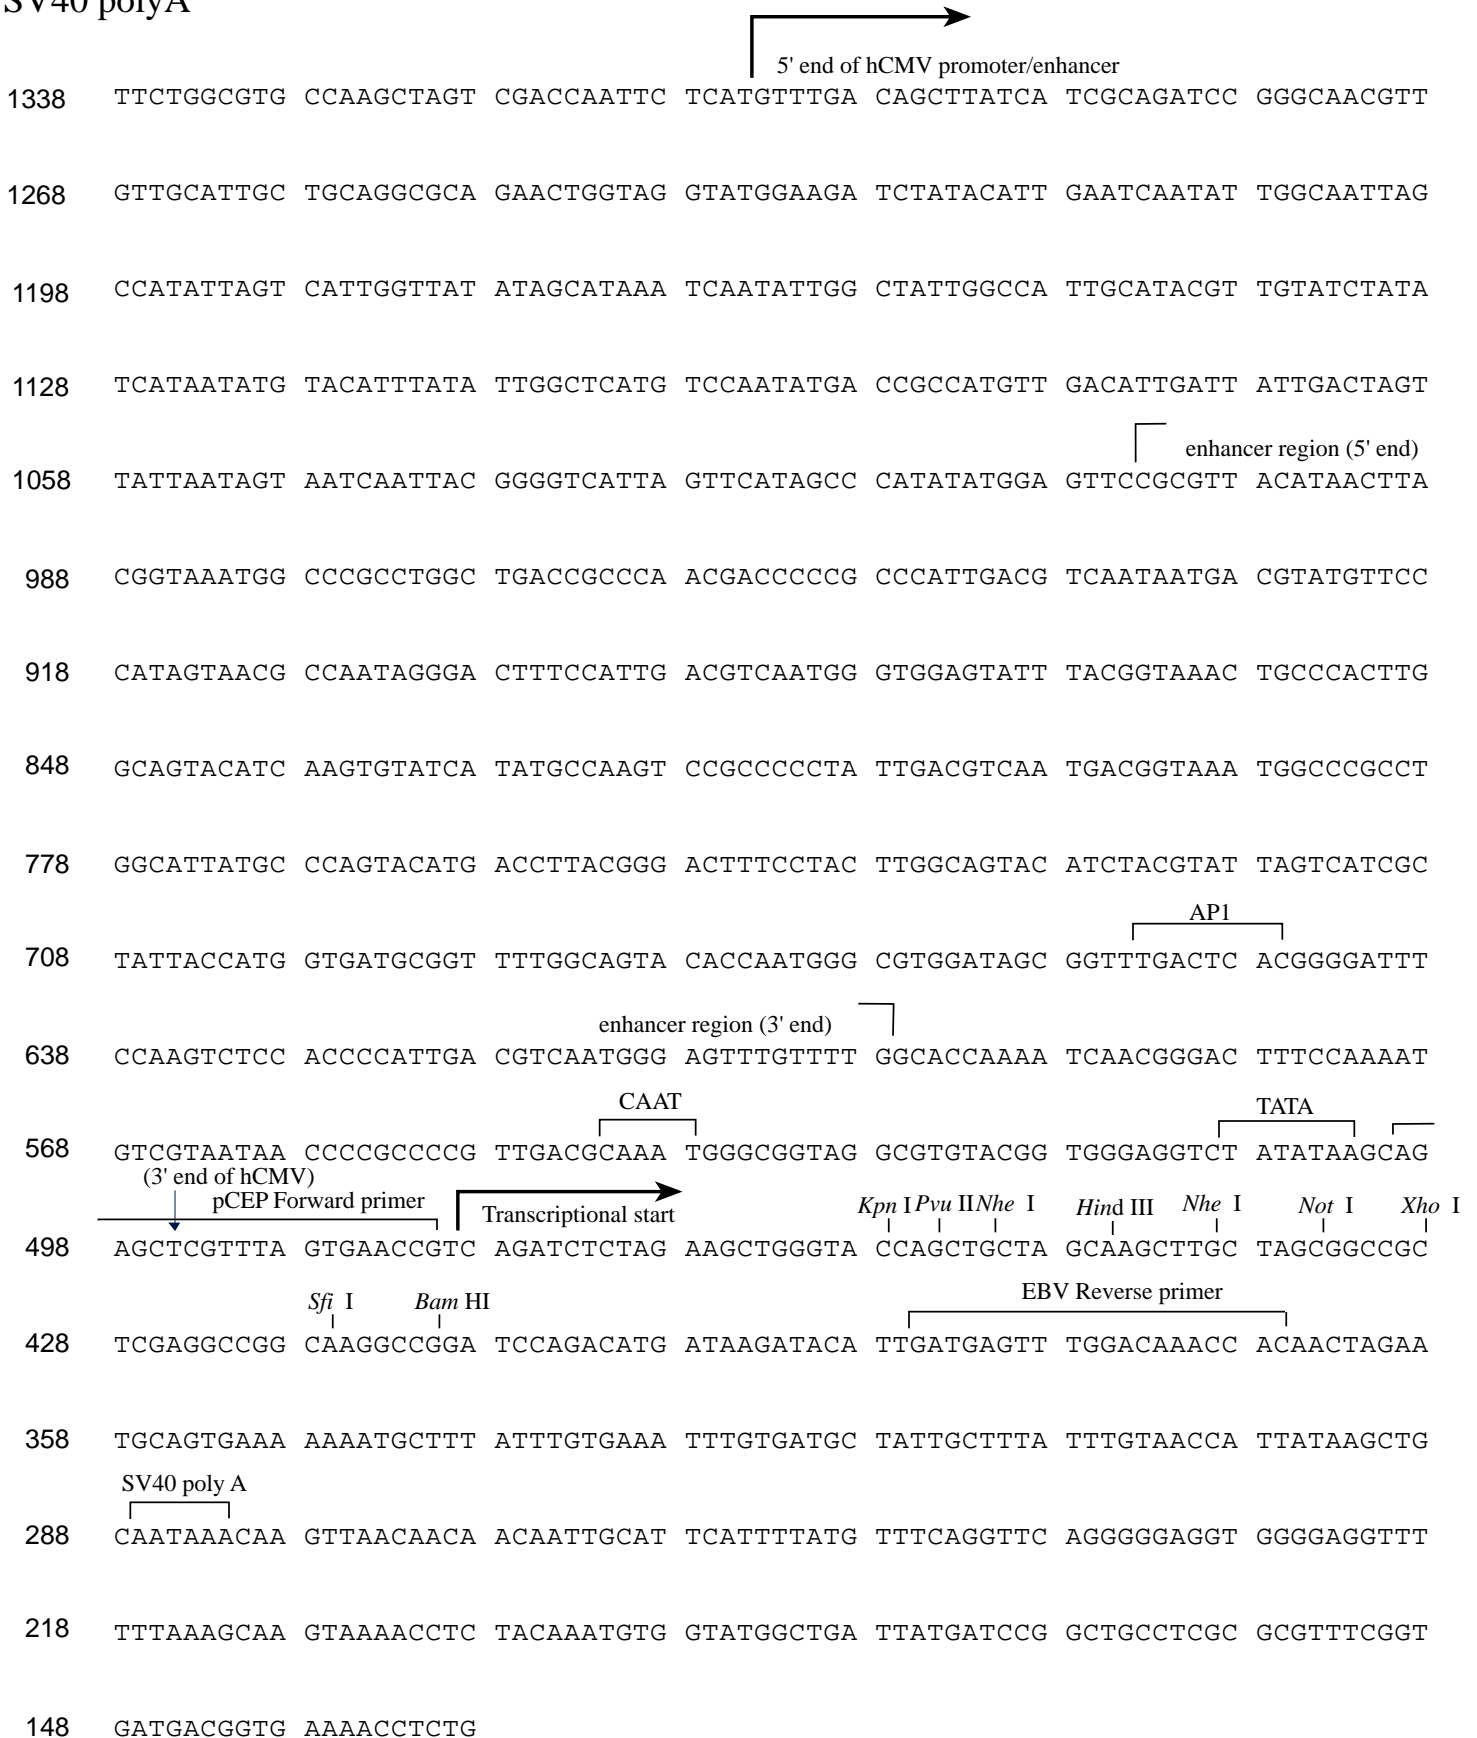 SV40 polyA
5' end of hCMV promoter/enhancer
1338 TTCTGGCGTG CCAAGCTAGT CGACCAATTC TCATGTTTGA CAGCTTATCA TCGCAGATCC GGGCAACGTT
1268 GTTGCATTGC TGCAGGCGCA GAACTGGTAG GTATGGAAGA TCTATACATT GAATCAATAT TGGCAATTAG
1198 CCATATTAGT CATTGGTTAT ATAGCATAAA TCAATATTGG CTATTGGCCA TTGCATACGT TGTATCTATA
1128 TCATAATATG TACATTTATA TTGGCTCATG TCCAATATGA CCGCCATGTT GACATTGATT ATTGACTAGT
enhancer region (5' end)
1058 TATTAATAGT AATCAATTAC GGGGTCATTA GTTCATAGCC CATATATGGA GTTCCGCGTT ACATAACTTA
988 CGGTAAATGG CCCGCCTGGC TGACCGCCCA ACGACCCCCG CCCATTGACG TCAATAATGA CGTATGTTCC
918 CATAGTAACG CCAATAGGGA CTTTCCATTG ACGTCAATGG GTGGAGTATT TACGGTAAAC TGCCCACTTG
848 GCAGTACATC AAGTGTATCA TATGCCAAGT CCGCCCCCTA TTGACGTCAA TGACGGTAAA TGGCCCGCCT
778 GGCATTATGC CCAGTACATG ACCTTACGGG ACTTTCCTAC TTGGCAGTAC ATCTACGTAT TAGTCATCGC
AP1
708 TATTACCATG GTGATGCGGT TTTGGCAGTA CACCAATGGG CGTGGATAGC GGTTTGACTC ACGGGGATTT
enhancer region (3' end)
638 CCAAGTCTCC ACCCCATTGA CGTCAATGGG AGTTTGTTTT GGCACCAAAA TCAACGGGAC TTTCCAAAAT
CAAT TATA
568 GTCGTAATAA CCCCGCCCCG TTGACGCAAA TGGGCGGTAG GCGTGTACGG TGGGAGGTCT ATATAAGCAG
(3' end of hCMV)
pCEP Forward primer Transcriptional start Kpn I Pvu II Nhe I Hind III Nhe I Not I Xho I
498 AGCTCGTTTA GTGAACCGTC AGATCTCTAG AAGCTGGGTA CCAGCTGCTA GCAAGCTTGC TAGCGGCCGC
Sfi I Bam HI EBV Reverse primer
428 TCGAGGCCGG CAAGGCCGGA TCCAGACATG ATAAGATACA TTGATGAGTT TGGACAAACC ACAACTAGAA
358 TGCAGTGAAA AAAATGCTTT ATTTGTGAAA TTTGTGATGC TATTGCTTTA TTTGTAACCA TTATAAGCTG
SV40 poly A
288 CAATAAACAA GTTAACAACA ACAATTGCAT TCATTTTATG TTTCAGGTTC AGGGGGAGGT GGGGAGGTTT
218 TTTAAAGCAA GTAAAACCTC TACAAATGTG GTATGGCTGA TTATGATCCG GCTGCCTCGC GCGTTTCGGT
148 GATGACGGTG AAAACCTCTG